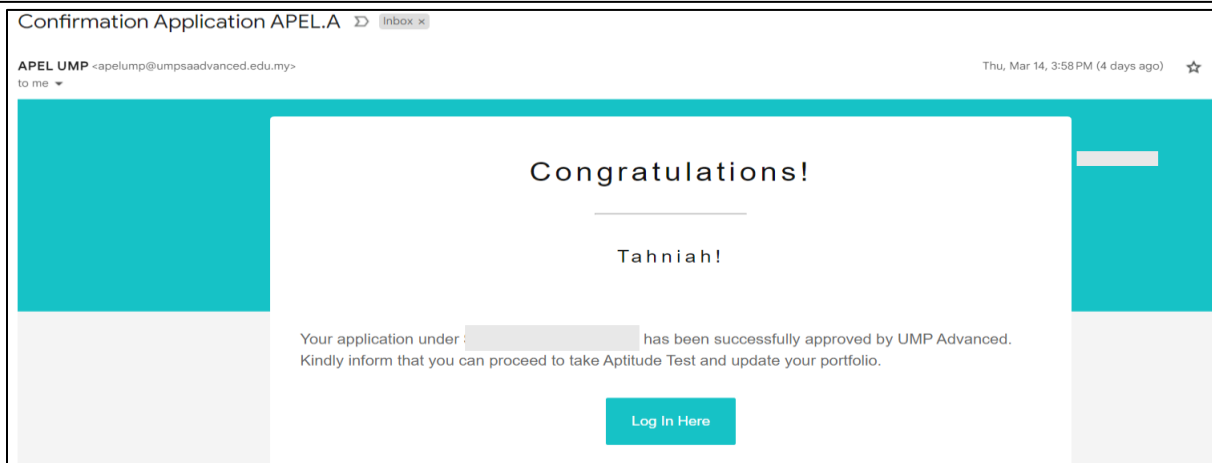 Confirmation Application APEL.A Inbox ×
APEL UMP <apelump@umpsaadvanced.edu.my> Thu, Mar 14, 3:58 PM (4 days ago)
to me
Congratulations!
Tahniah!
Your application under has been successfully approved by UMP Advanced.
Kindly inform that you can proceed to take Aptitude Test and update your portfolio.
Log In Here